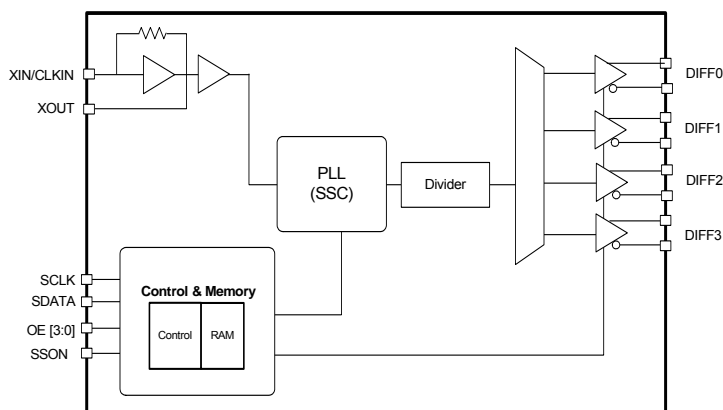 XIN/CLKIN
XOUT
PLL
(SSC)
Divider
DIFF0
DIFF1
DIFF2
DIFF3
SCLK
SDATA
OE [3:0]
SSON
Control & Memory
Control
RAM